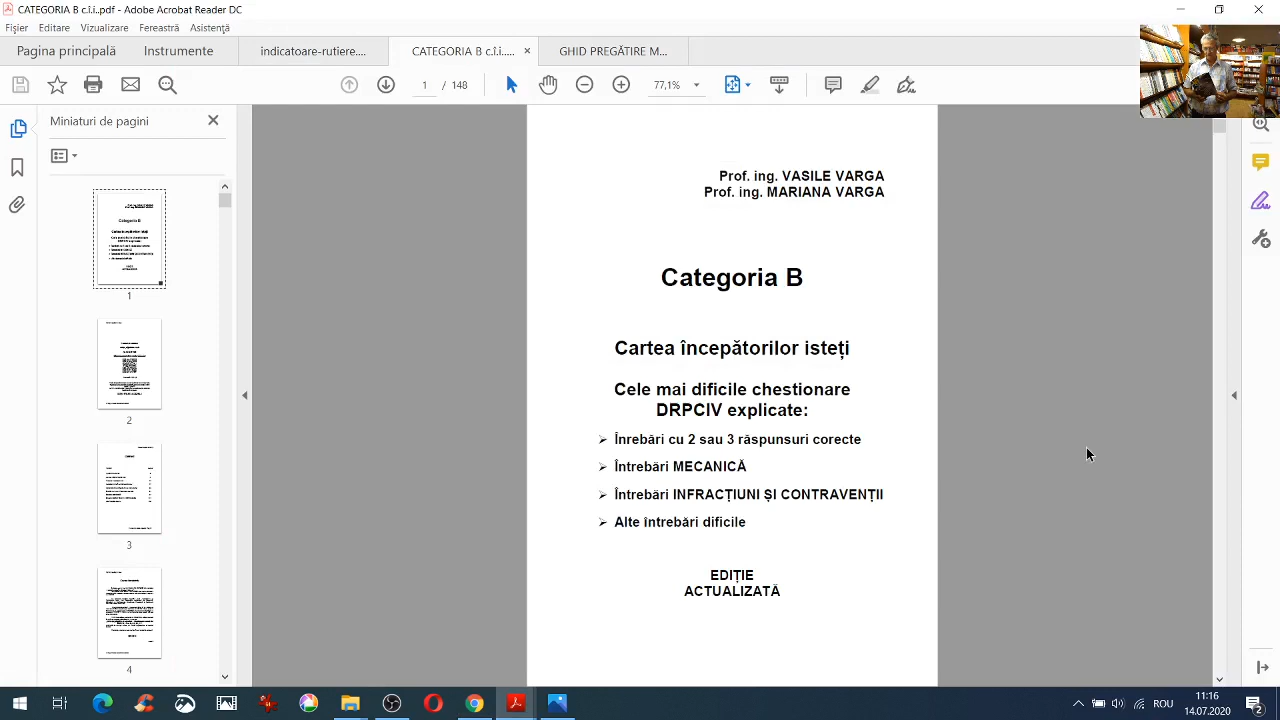 CATEGORIA B c.î.i..pdf - Adobe Acrobat Reader DC
Fișier Editare Vizualizare Fereastră Asistenţă
Pagina principală Instrumente indicatoare-rutiere.... CATEGORIA B c.î.i.... GHID PREGĂTIRE M...
1 / 148 77,1%
Miniaturi de pagini
1
2
3
4
Prof. ing. VASILE VARGA
Prof. ing. MARIANA VARGA
Categoria B
Cartea începătorilor isteți
Cele mai dificile chestionare
DRPCIV explicate:
Înrebări cu 2 sau 3 răspunsuri corecte
Întrebări MECANICĂ
Întrebări INFRACȚIUNI ȘI CONTRAVENȚII
Alte întrebări dificile
EDIȚIE
ACTUALIZATĂ
ROU
11:16
14.07.2020
2